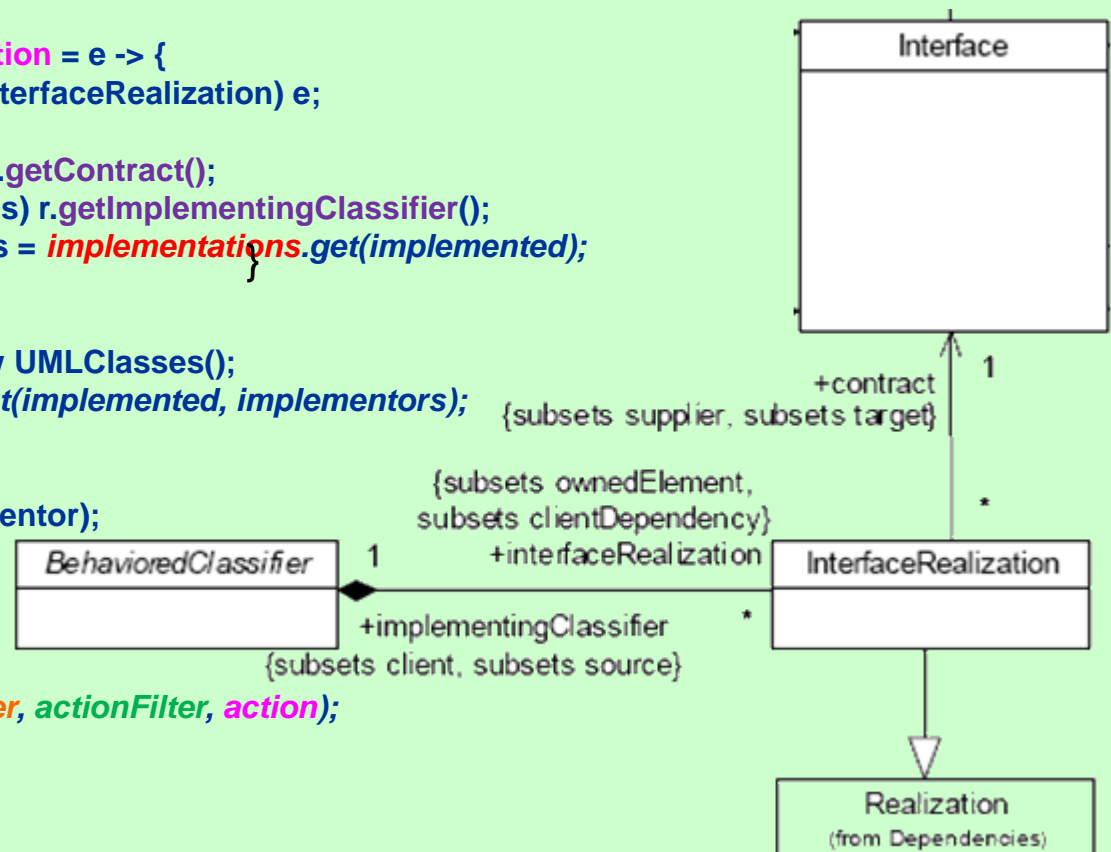 tion = e -> {
terfaceRealization) e;
.getContract();
s) r.getImplementingClassifier();
s = implementations.get(implemented);
}
v UMLClasses();
t(implemented, implementors);
entor);
er, actionFilter, action);
Interface
1
+contract
{subsets supplier, subsets target}
{subsets ownedElement,
subsets clientDependency}
*
+interfaceRealization
BehavioredClassifier
1
InterfaceRealization
+implementingClassifier
*
{subsets client, subsets source}
Realization
(from Dependencies)